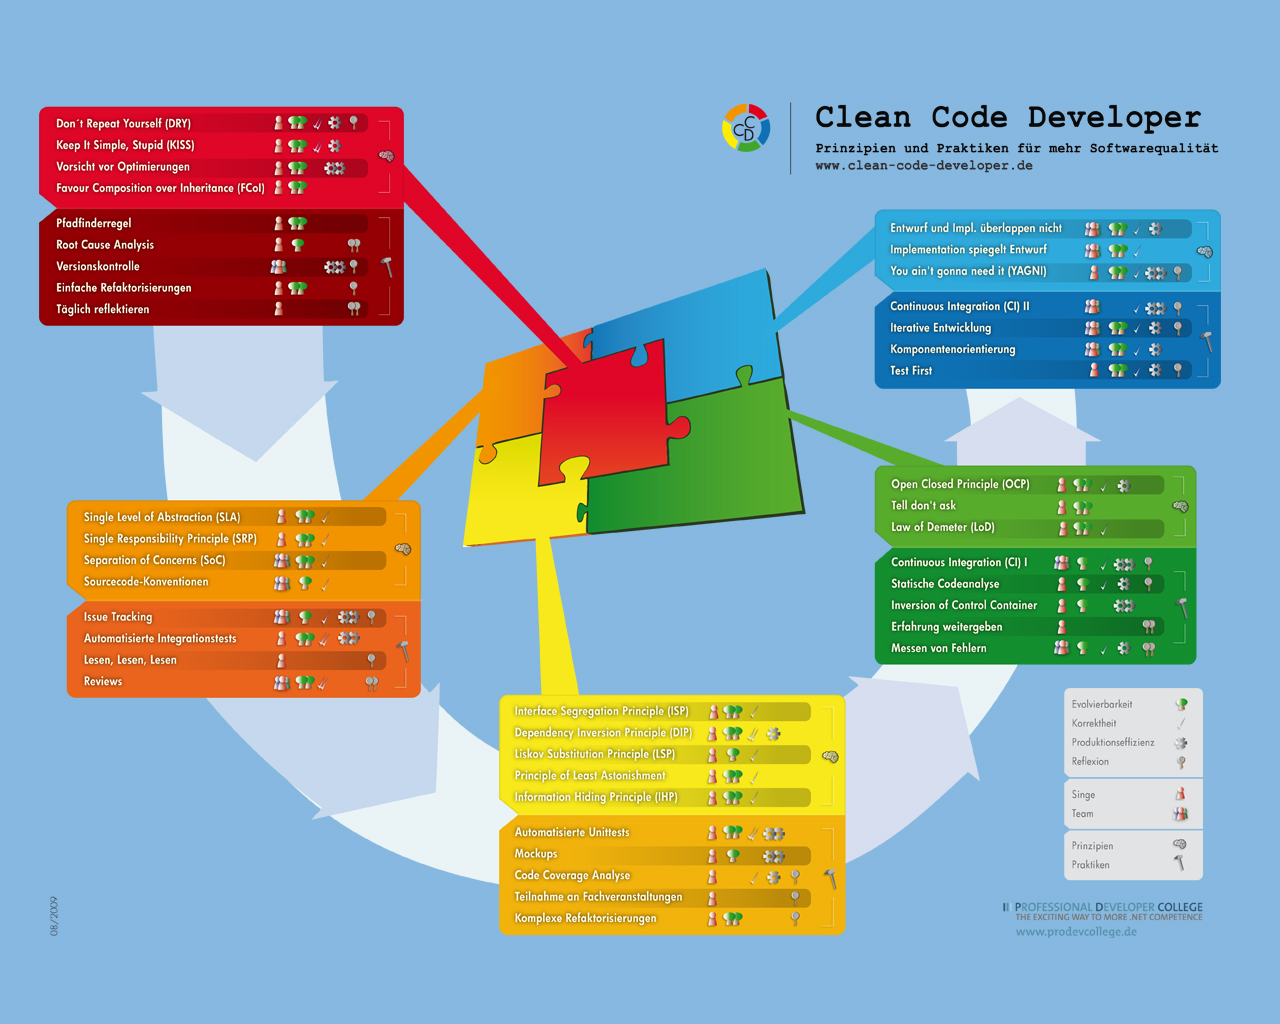 Clean Code Developer
Prinzipien und Praktiken für mehr Softwarequalität
www.clean-code-developer.de
CCD
Don´t Repeat Yourself (DRY)
Keep It Simple, Stupid (KISS)
Vorsicht vor Optimierungen
Favour Composition over Inheritance (FCoI)
Pfadfinderregel
Root Cause Analysis
Versionskontrolle
Einfache Refaktorisierungen
Täglich reflektieren
Single Level of Abstraction (SLA)
Single Responsibility Principle (SRP)
Separation of Concerns (SoC)
Sourcecode-Konventionen
Issue Tracking
Automatisierte Integrationstests
Lesen, Lesen, Lesen
Reviews
Interface Segregation Principle (ISP)
Dependency Inversion Principle (DIP)
Liskov Substitution Principle (LSP)
Principle of Least Astonishment
Information Hiding Principle (IHP)
Automatisierte Unittests
Mockups
Code Coverage Analyse
Teilnahme an Fachveranstaltungen
Komplexe Refaktorisierungen
Open Closed Principle (OCP)
Tell don't ask
Law of Demeter (LoD)
Continuous Integration (CI) I
Statische Codeanalyse
Inversion of Control Container
Erfahrung weitergeben
Messen von Fehlern
Entwurf und Impl. überlappen nicht
Implementation spiegelt Entwurf
You ain't gonna need it (YAGNI)
Continuous Integration (CI) II
Iterative Entwicklung
Komponentenorientierung
Test First
Evolvierbarkeit
Korrektheit
Produktionseffizienz
Reflexion
Singe
Team
Prinzipien
Praktiken
PROFESSIONAL DEVELOPER COLLEGE
THE EXCITING WAY TO MORE .NET COMPETENCE
www.prodevcollege.de
08/2009